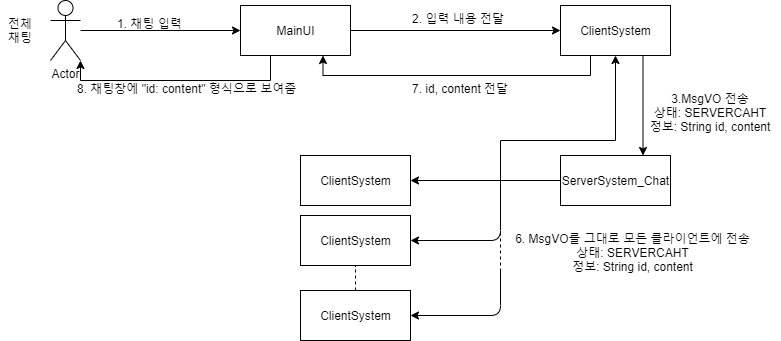 전체
채팅
Actor
1. 채팅 입력
MainUI
2. 입력 내용 전달
ClientSystem
8. 채팅창에 "id: content" 형식으로 보여줌
7. id, content 전달
3.MsgVO 전송
상태: SERVERCAHT
정보: String id, content
ClientSystem
ServerSystem_Chat
ClientSystem
6. MsgVO를 그대로 모든 클라이언트에 전송
상태: SERVERCAHT
정보: String id, content
ClientSystem